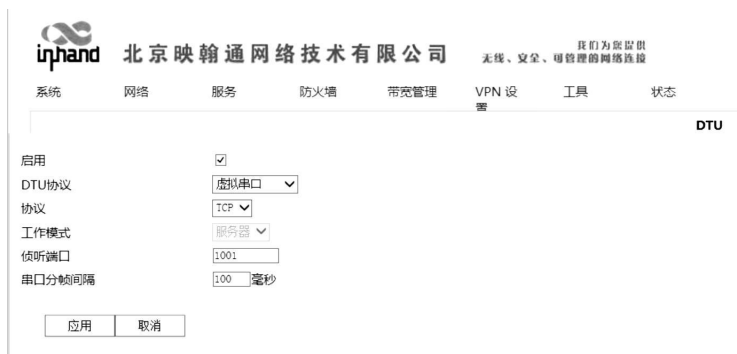 inhand 北京映翰通网络技术有限公司
我们为您提供
无线、安全、可管理的网络连接
系统 网络 服务 防火墙 带宽管理 VPN 设置 工具 状态
DTU
启用
DTU协议 虚拟串口
协议 TCP
工作模式 服务器
侦听端口 1001
串口分帧间隔 100 毫秒
应用 取消